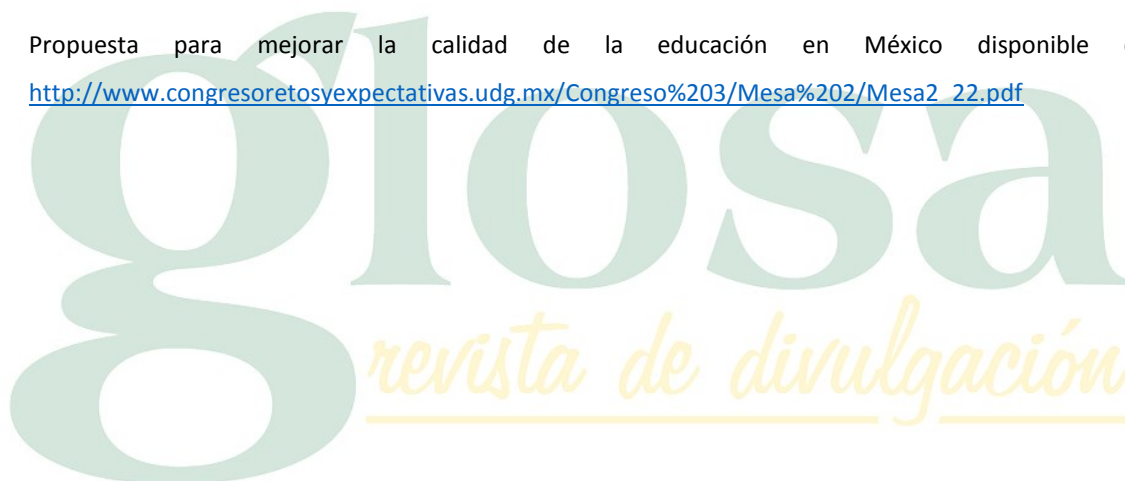 Propuesta para mejorar la calidad de la educación en México disponible
http://www.congresoretosyexpectativas.udg.mx/Congreso%203/Mesa%202/Mesa2_22.pdf
glosa
revista de divulgación